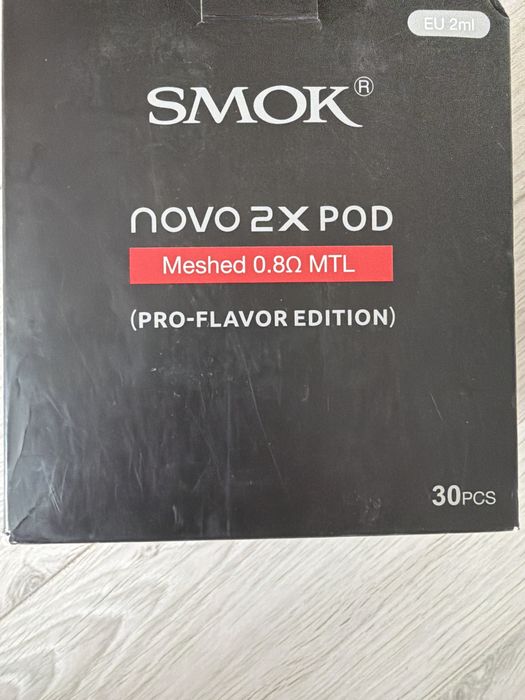 EU 2ml
SMOK®
novo 2X POD
Meshed 0.8Ω MTL
(PRO-FLAVOR EDITION)
30PCS